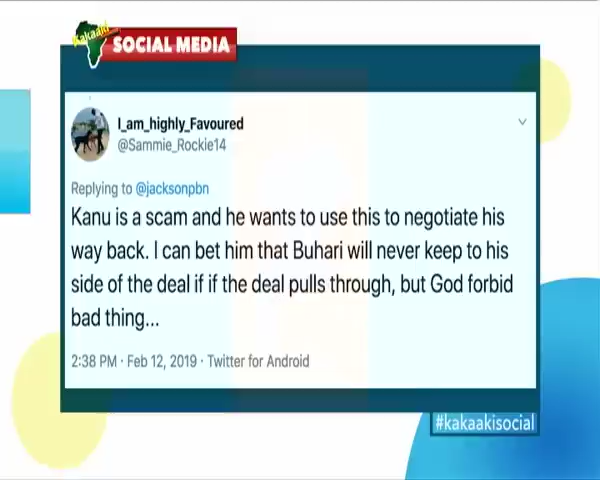 Kakaaki
SOCIAL MEDIA
I_am_highly_Favoured
@Sammie_Rockie14
Replying to @jacksonpbn
Kanu is a scam and he wants to use this to negotiate his
way back. I can bet him that Buhari will never keep to his
side of the deal if if the deal pulls through, but God forbid
bad thing...
2:38 PM · Feb 12, 2019 · Twitter for Android
#kakaakisocial